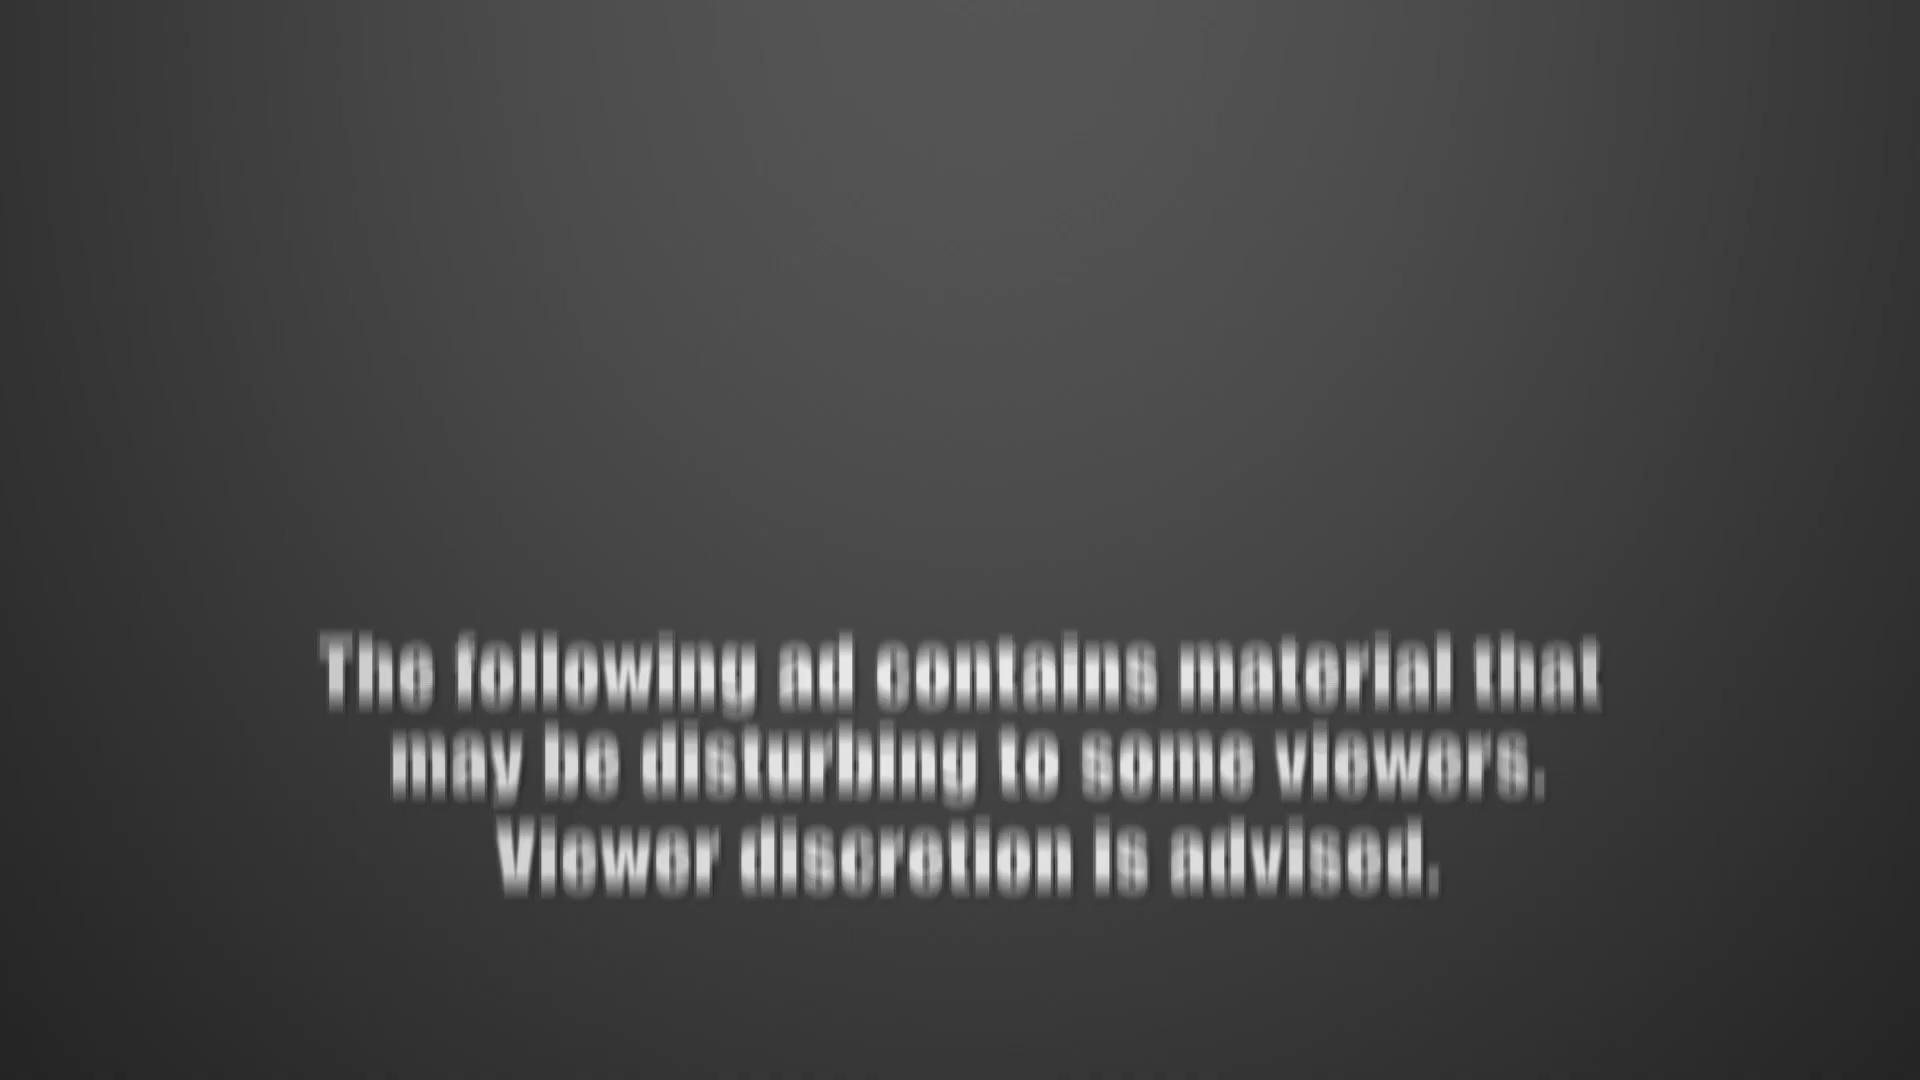 The following ad contains material that
may be disturbing to some viewers.
Viewer discretion is advised.